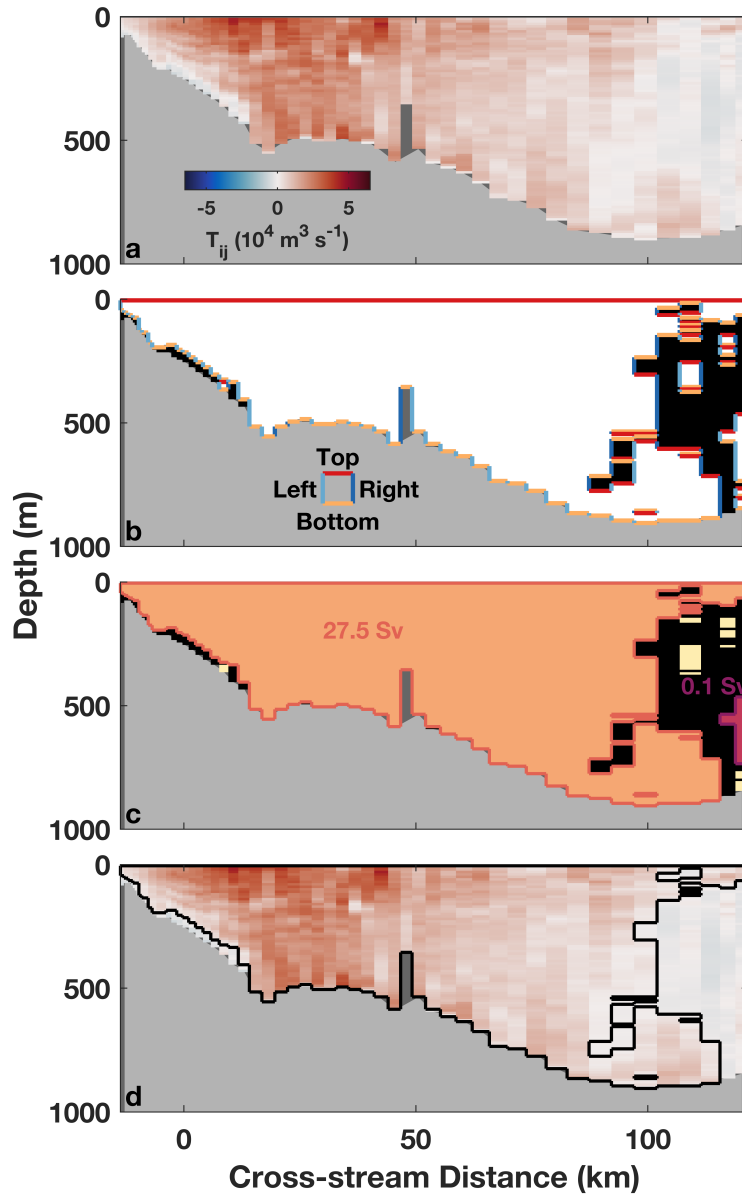 0
500
1000
-5 0 5
T_ij (10^4 m^3 s^-1)
a
0
500
1000
Top
Left Right
Bottom
b
Depth (m)
0
500
1000
27.5 Sv
0.1 Sv
c
0
500
1000
d
0 50 100
Cross-stream Distance (km)